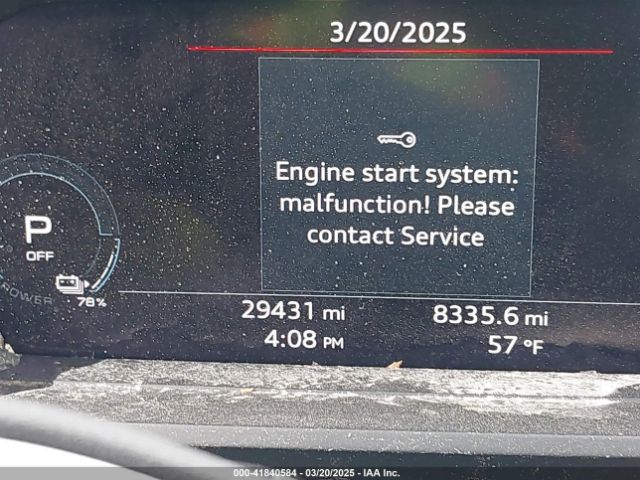 3/20/2025
Engine start system:
malfunction! Please
contact Service
P
OFF
POWER
78%
29431 mi
8335.6 mi
4:08 PM
57 °F
000-41840584 - 03/20/2025 - IAA Inc.